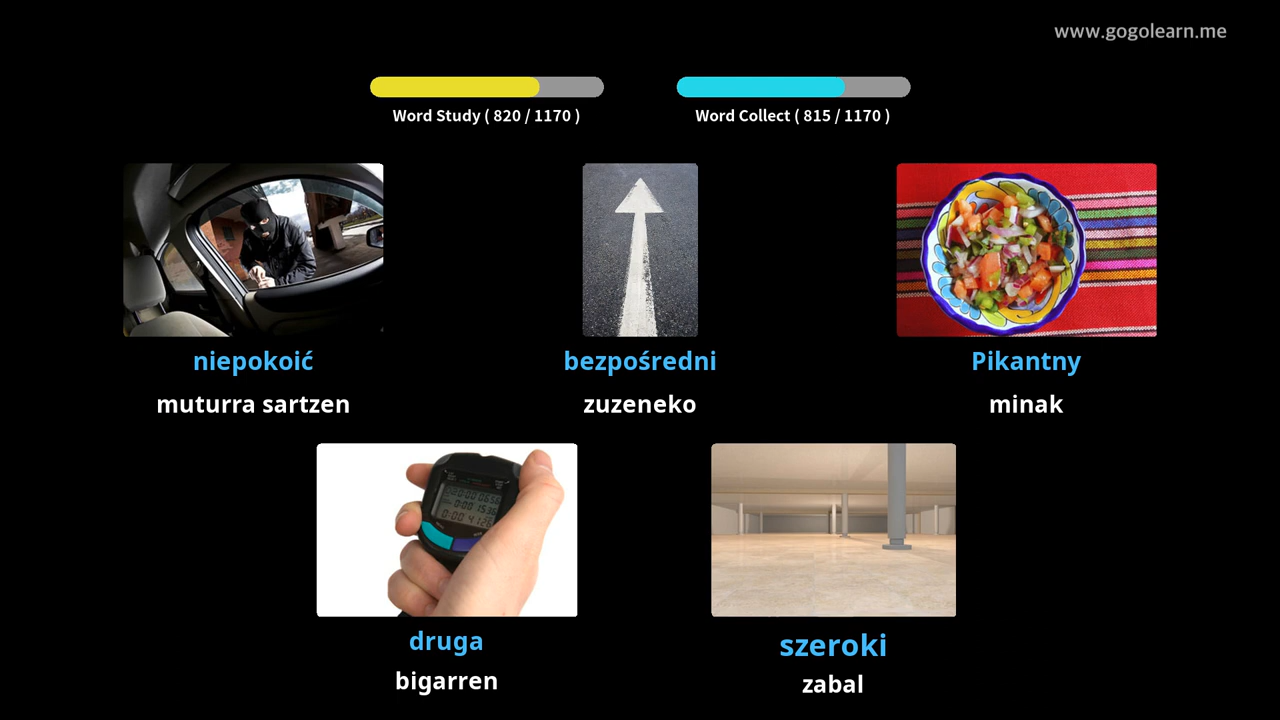 www.gogolearn.me
Word Study ( 820 / 1170 )
Word Collect ( 815 / 1170 )
niepokoić
bezpośredni
Pikantny
muturra sartzen
zuzeneko
minak
druga
szeroki
bigarren
zabal